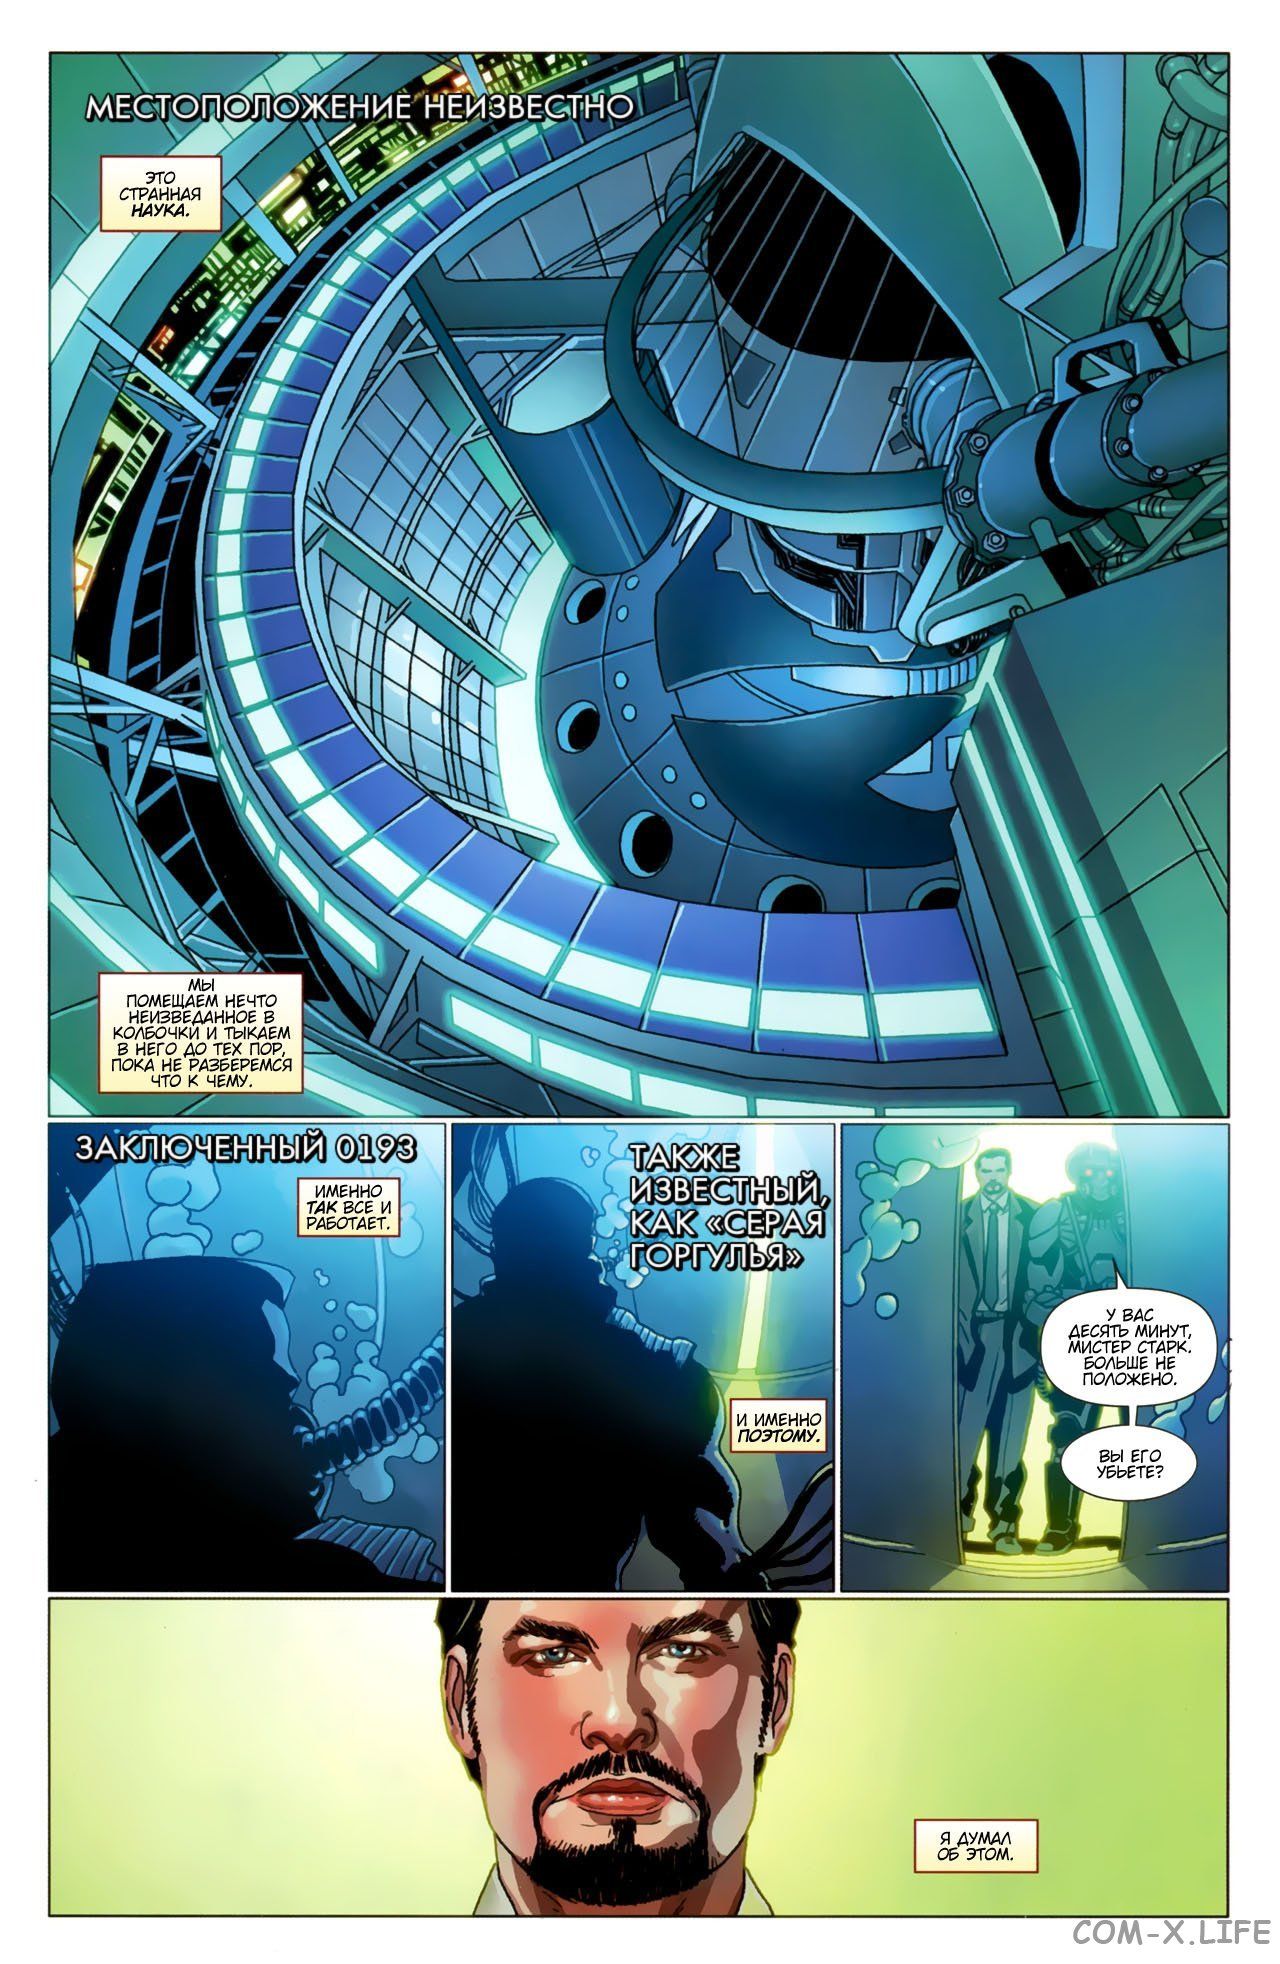 МЕСТОПОЛОЖЕНИЕ НЕИЗВЕСТНО
ЭТО
СТРАННАЯ
НАУКА.
МЫ
ПОМЕЩАЕМ НЕЧТО
НЕИЗВЕДАННОЕ В
КОЛБОЧКИ И ТЫКАЕМ
В НЕГО ДО ТЕХ ПОР,
ПОКА НЕ РАЗБЕРЕМСЯ
ЧТО К ЧЕМУ.
ЗАКЛЮЧЕННЫЙ 0193
ИМЕННО
ТАК ВСЕ И
РАБОТАЕТ.
ТАКЖЕ
ИЗВЕСТНЫЙ,
КАК «СЕРАЯ
ГОРГУЛЬЯ»
И ИМЕННО
ПОЭТОМУ.
У ВАС
ДЕСЯТЬ МИНУТ,
МИСТЕР СТАРК.
БОЛЬШЕ НЕ
ПОЛОЖЕНО.
ВЫ ЕГО
УБЬЕТЕ?
Я ДУМАЛ
ОБ ЭТОМ.
COM-X.LIFE